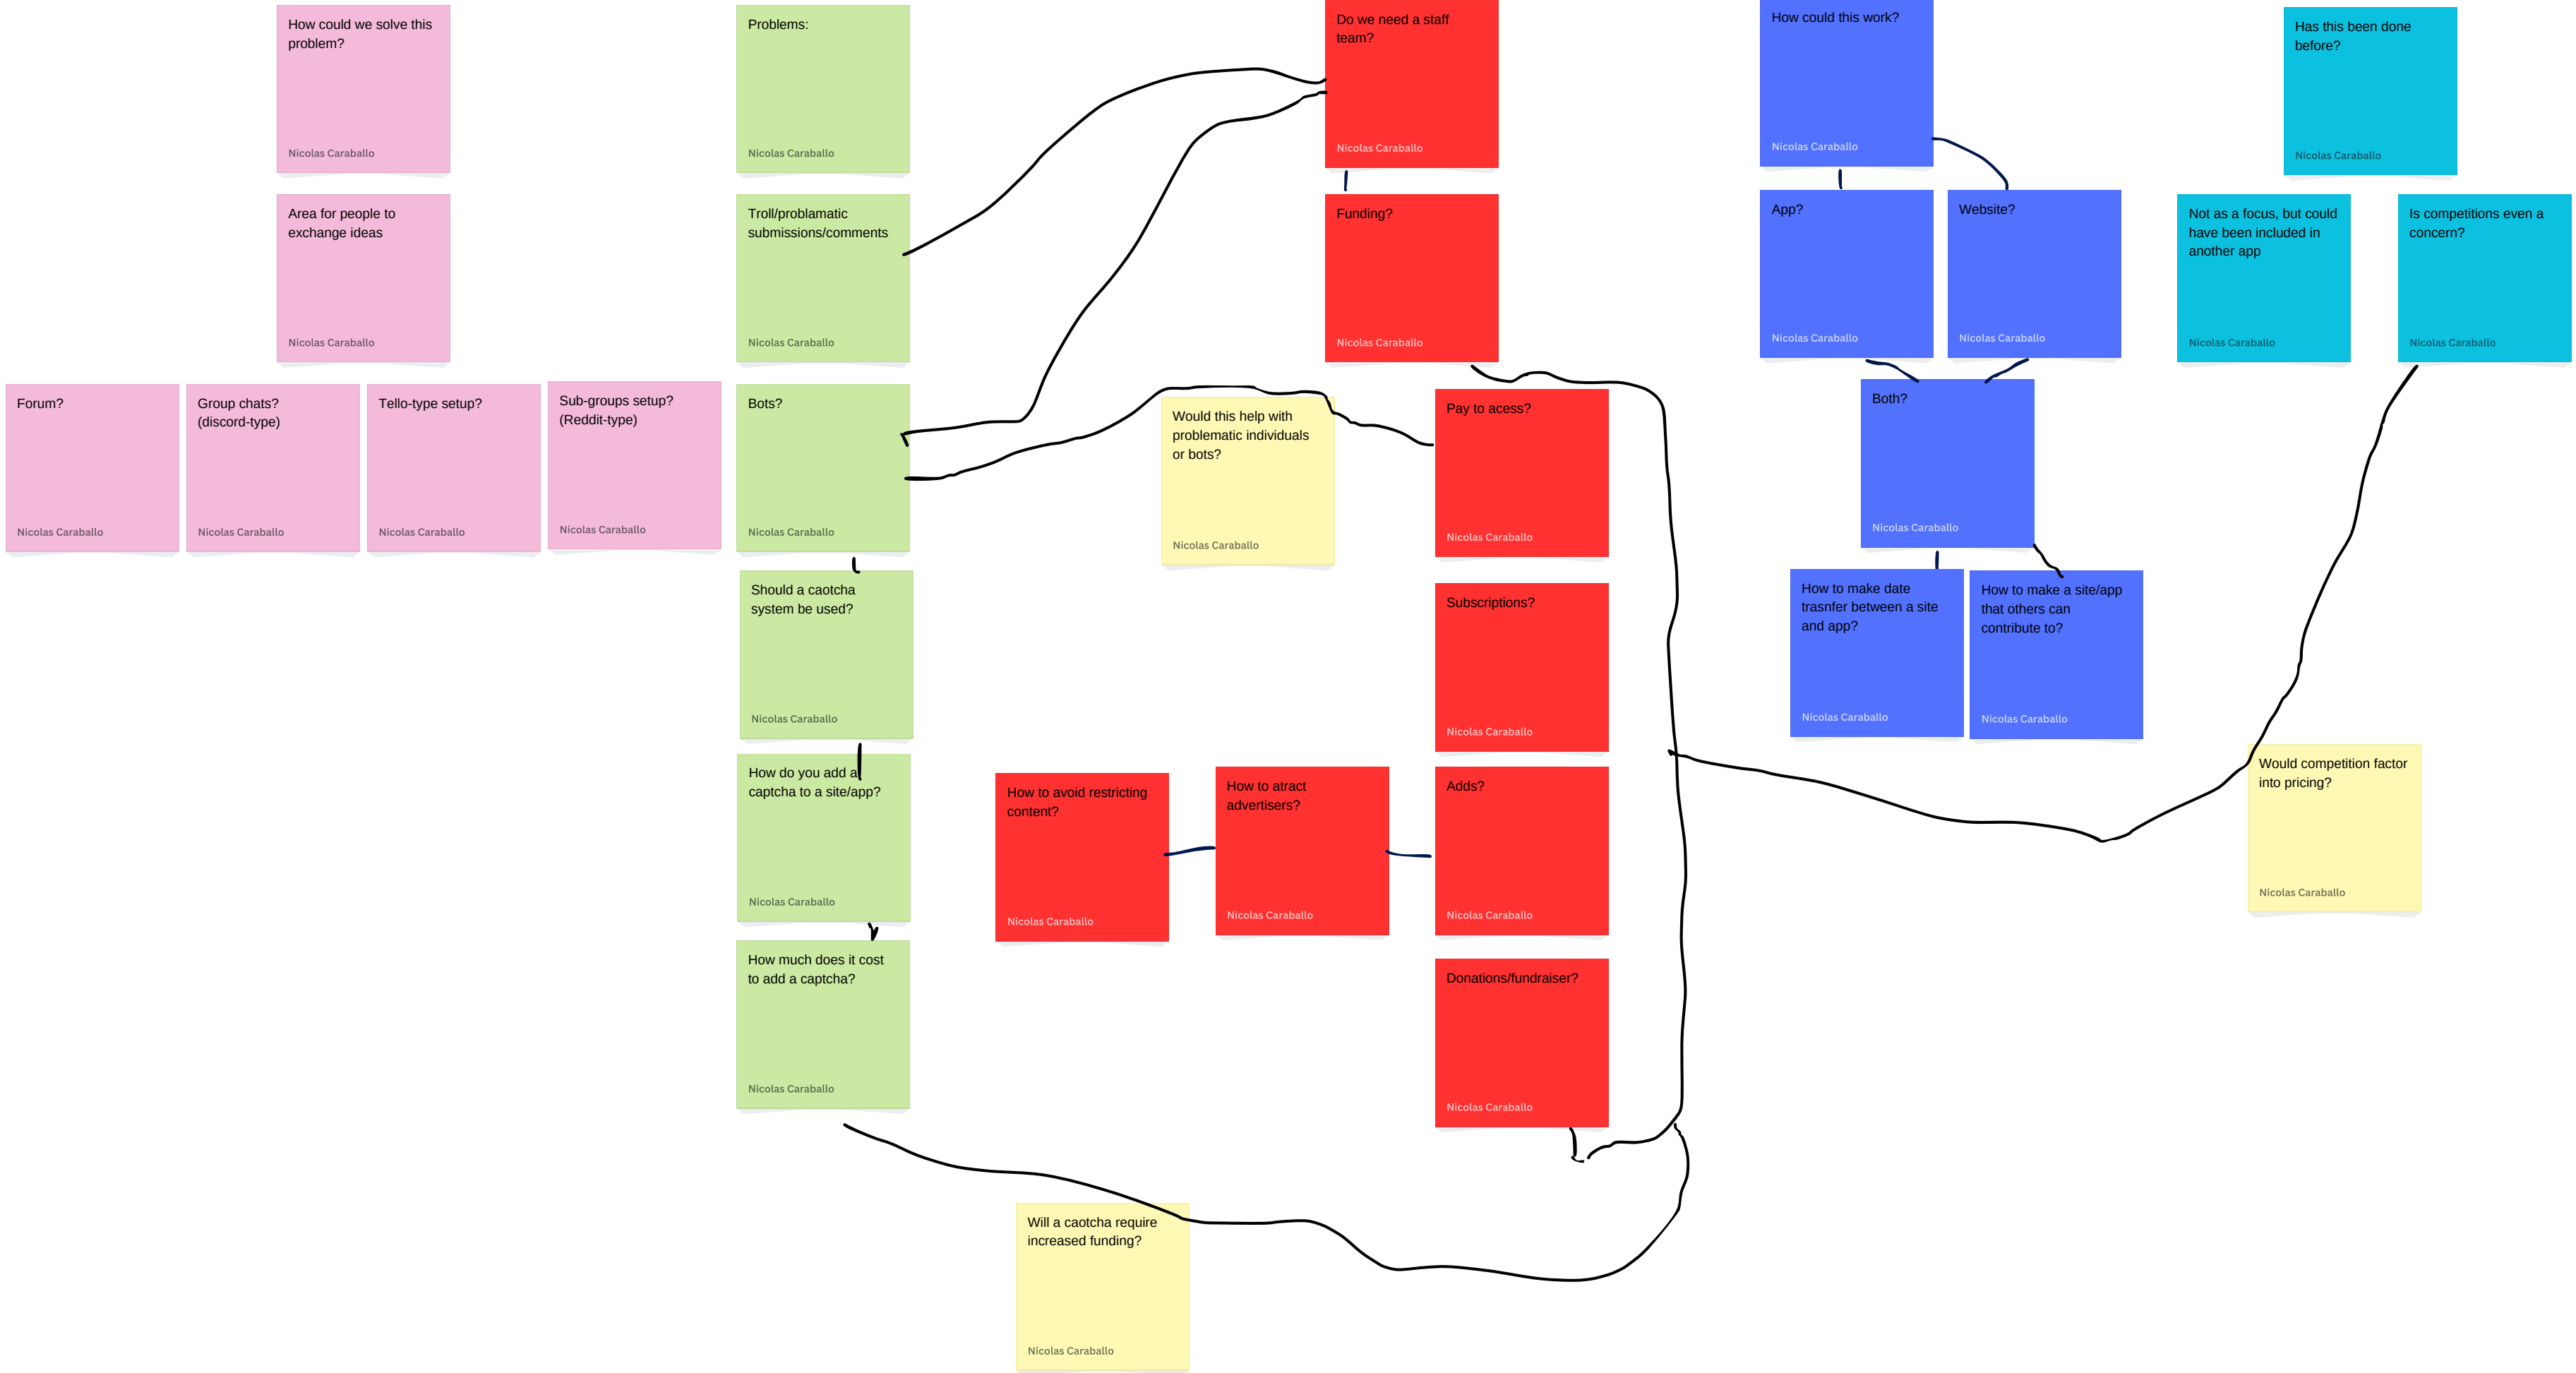 How could we solve this
problem?
Nicolas Caraballo
Area for people to
exchange ideas
Nicolas Caraballo
Forum?
Nicolas Caraballo
Group chats?
(discord-type)
Nicolas Caraballo
Tello-type setup?
Nicolas Caraballo
Sub-groups setup?
(Reddit-type)
Nicolas Caraballo
Problems:
Nicolas Caraballo
Troll/problamatic
submissions/comments
Nicolas Caraballo
Bots?
Nicolas Caraballo
Should a caotcha
system be used?
Nicolas Caraballo
How do you add a
captcha to a site/app?
Nicolas Caraballo
How much does it cost
to add a captcha?
Nicolas Caraballo
Do we need a staff
team?
Nicolas Caraballo
Funding?
Nicolas Caraballo
Would this help with
problematic individuals
or bots?
Nicolas Caraballo
Pay to acess?
Nicolas Caraballo
Subscriptions?
Nicolas Caraballo
How to avoid restricting
content?
Nicolas Caraballo
How to atract
advertisers?
Nicolas Caraballo
Adds?
Nicolas Caraballo
Donations/fundraiser?
Nicolas Caraballo
Will a caotcha require
increased funding?
Nicolas Caraballo
How could this work?
Nicolas Caraballo
App?
Nicolas Caraballo
Website?
Nicolas Caraballo
Both?
Nicolas Caraballo
How to make date
trasnfer between a site
and app?
Nicolas Caraballo
How to make a site/app
that others can
contribute to?
Nicolas Caraballo
Has this been done
before?
Nicolas Caraballo
Not as a focus, but could
have been included in
another app
Nicolas Caraballo
Is competitions even a
concern?
Nicolas Caraballo
Would competition factor
into pricing?
Nicolas Caraballo